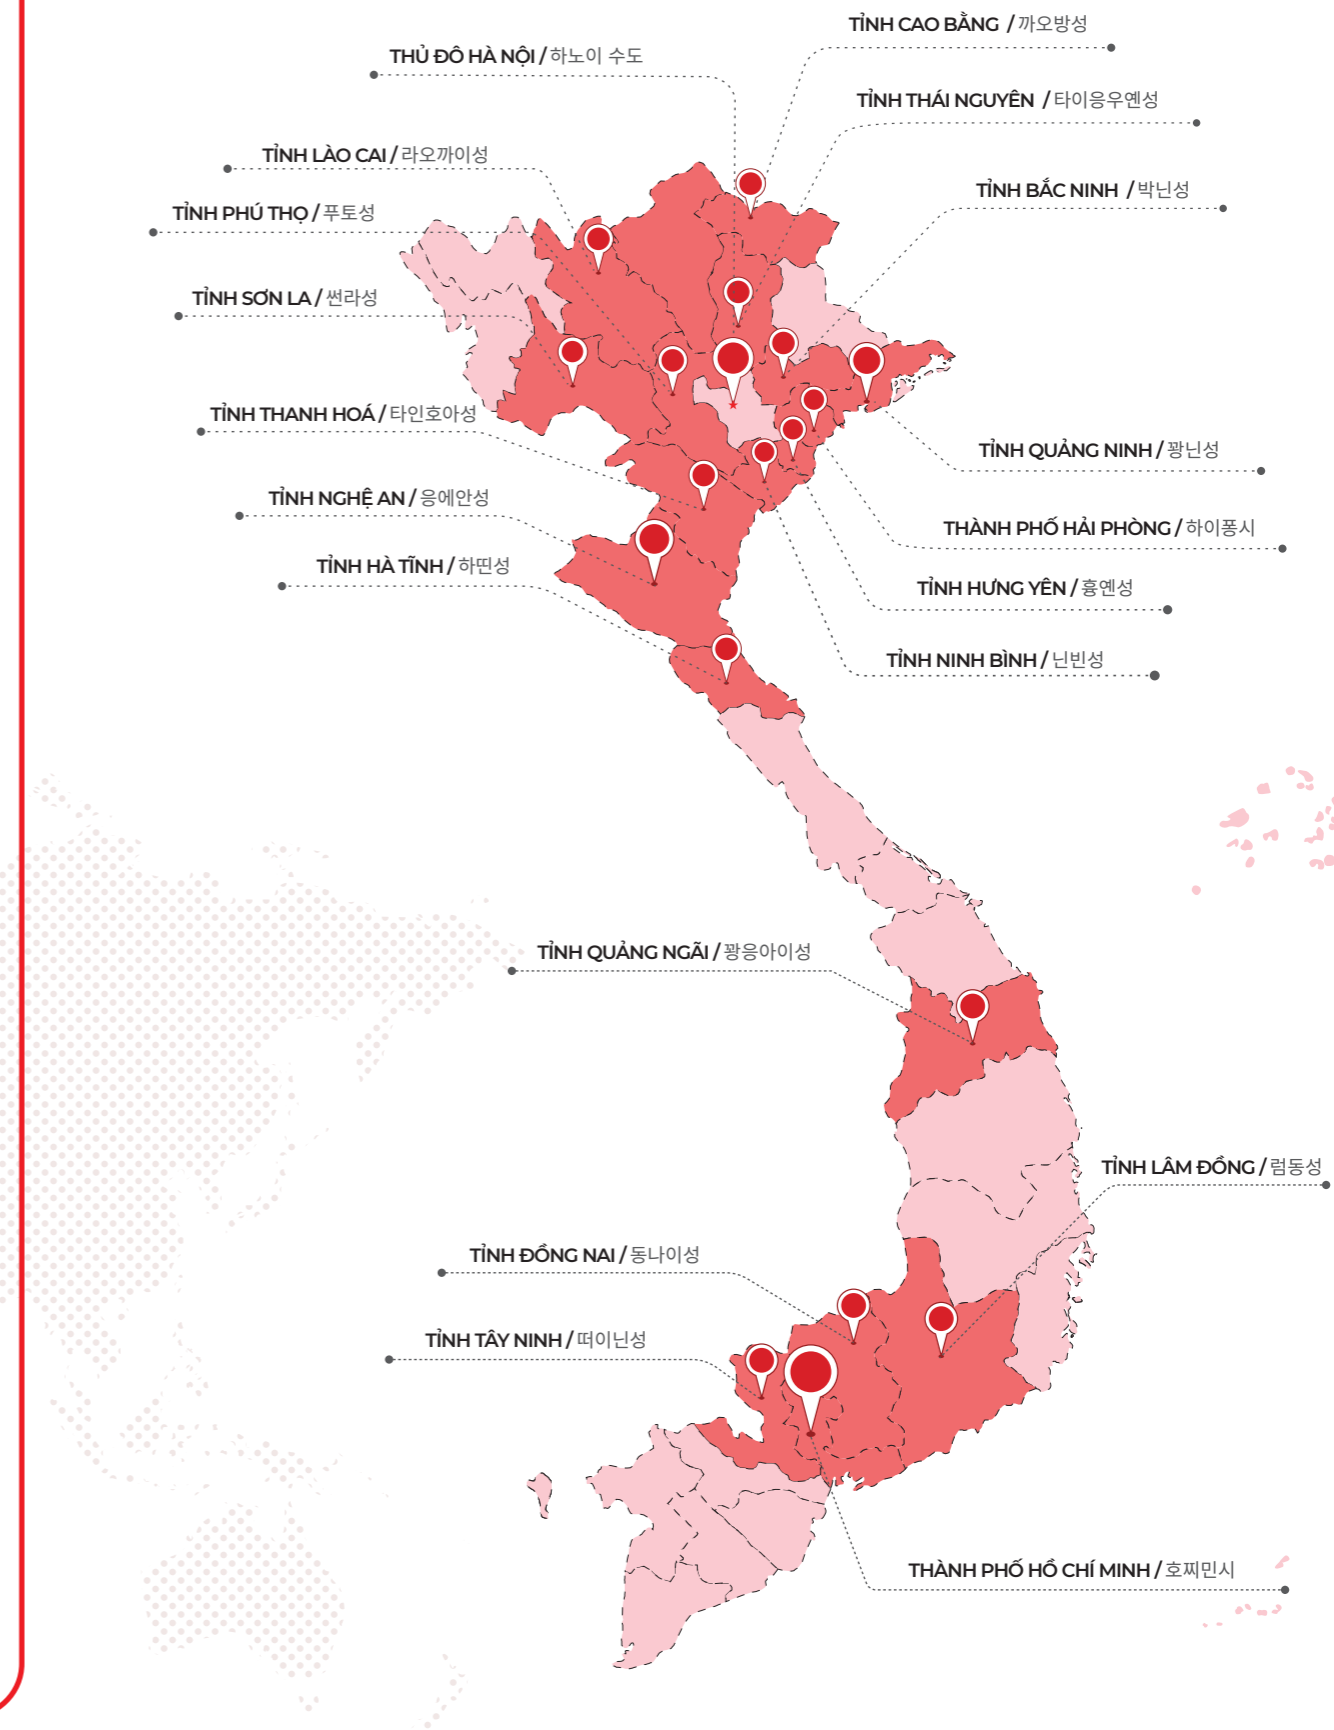 TỈNH CAO BẰNG / 까오방성
THỦ ĐÔ HÀ NỘI / 하노이 수도
TỈNH THÁI NGUYÊN / 타이응우옌성
TỈNH LÀO CAI / 라오까이성
TỈNH BẮC NINH / 박닌성
TỈNH PHÚ THỌ / 푸토성
TỈNH SƠN LA / 썬라성
TỈNH THANH HOÁ / 타인호아성
TỈNH QUẢNG NINH / 꽝닌성
TỈNH NGHỆ AN / 응에안성
THÀNH PHỐ HẢI PHÒNG / 하이퐁시
TỈNH HÀ TĨNH / 하띤성
TỈNH HƯNG YÊN / 흉옌성
TỈNH NINH BÌNH / 닌빈성
TỈNH QUẢNG NGÃI / 꽝응아이성
TỈNH LÂM ĐỒNG / 럼동성
TỈNH ĐỒNG NAI / 동나이성
TỈNH TÂY NINH / 떠이닌성
THÀNH PHỐ HỒ CHÍ MINH / 호찌민시